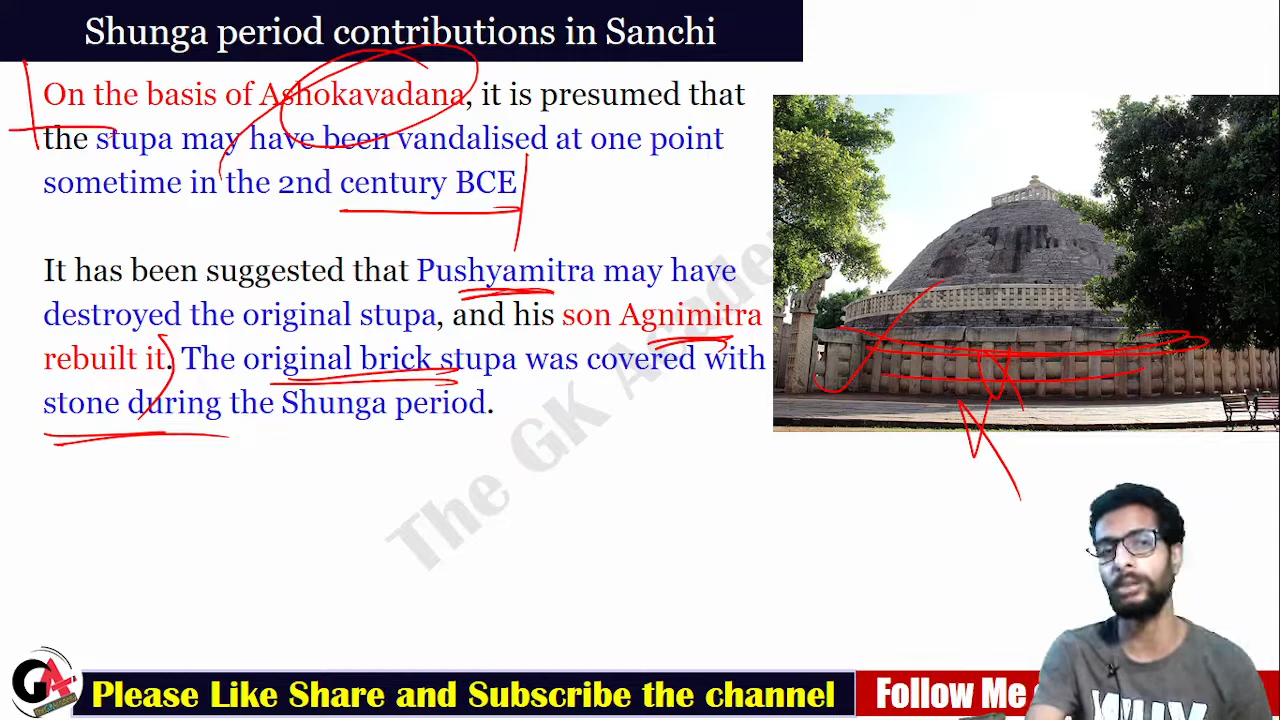 Shunga period contributions in Sanchi
On the basis of Ashokavadana, it is presumed that
the stupa may have been vandalised at one point
sometime in the 2nd century BCE
It has been suggested that Pushyamitra may have
destroyed the original stupa, and his son Agnimitra
rebuilt it. The original brick stupa was covered with
stone during the Shunga period.
The GK Academy
GA
Please Like Share and Subscribe the channel
Follow Me